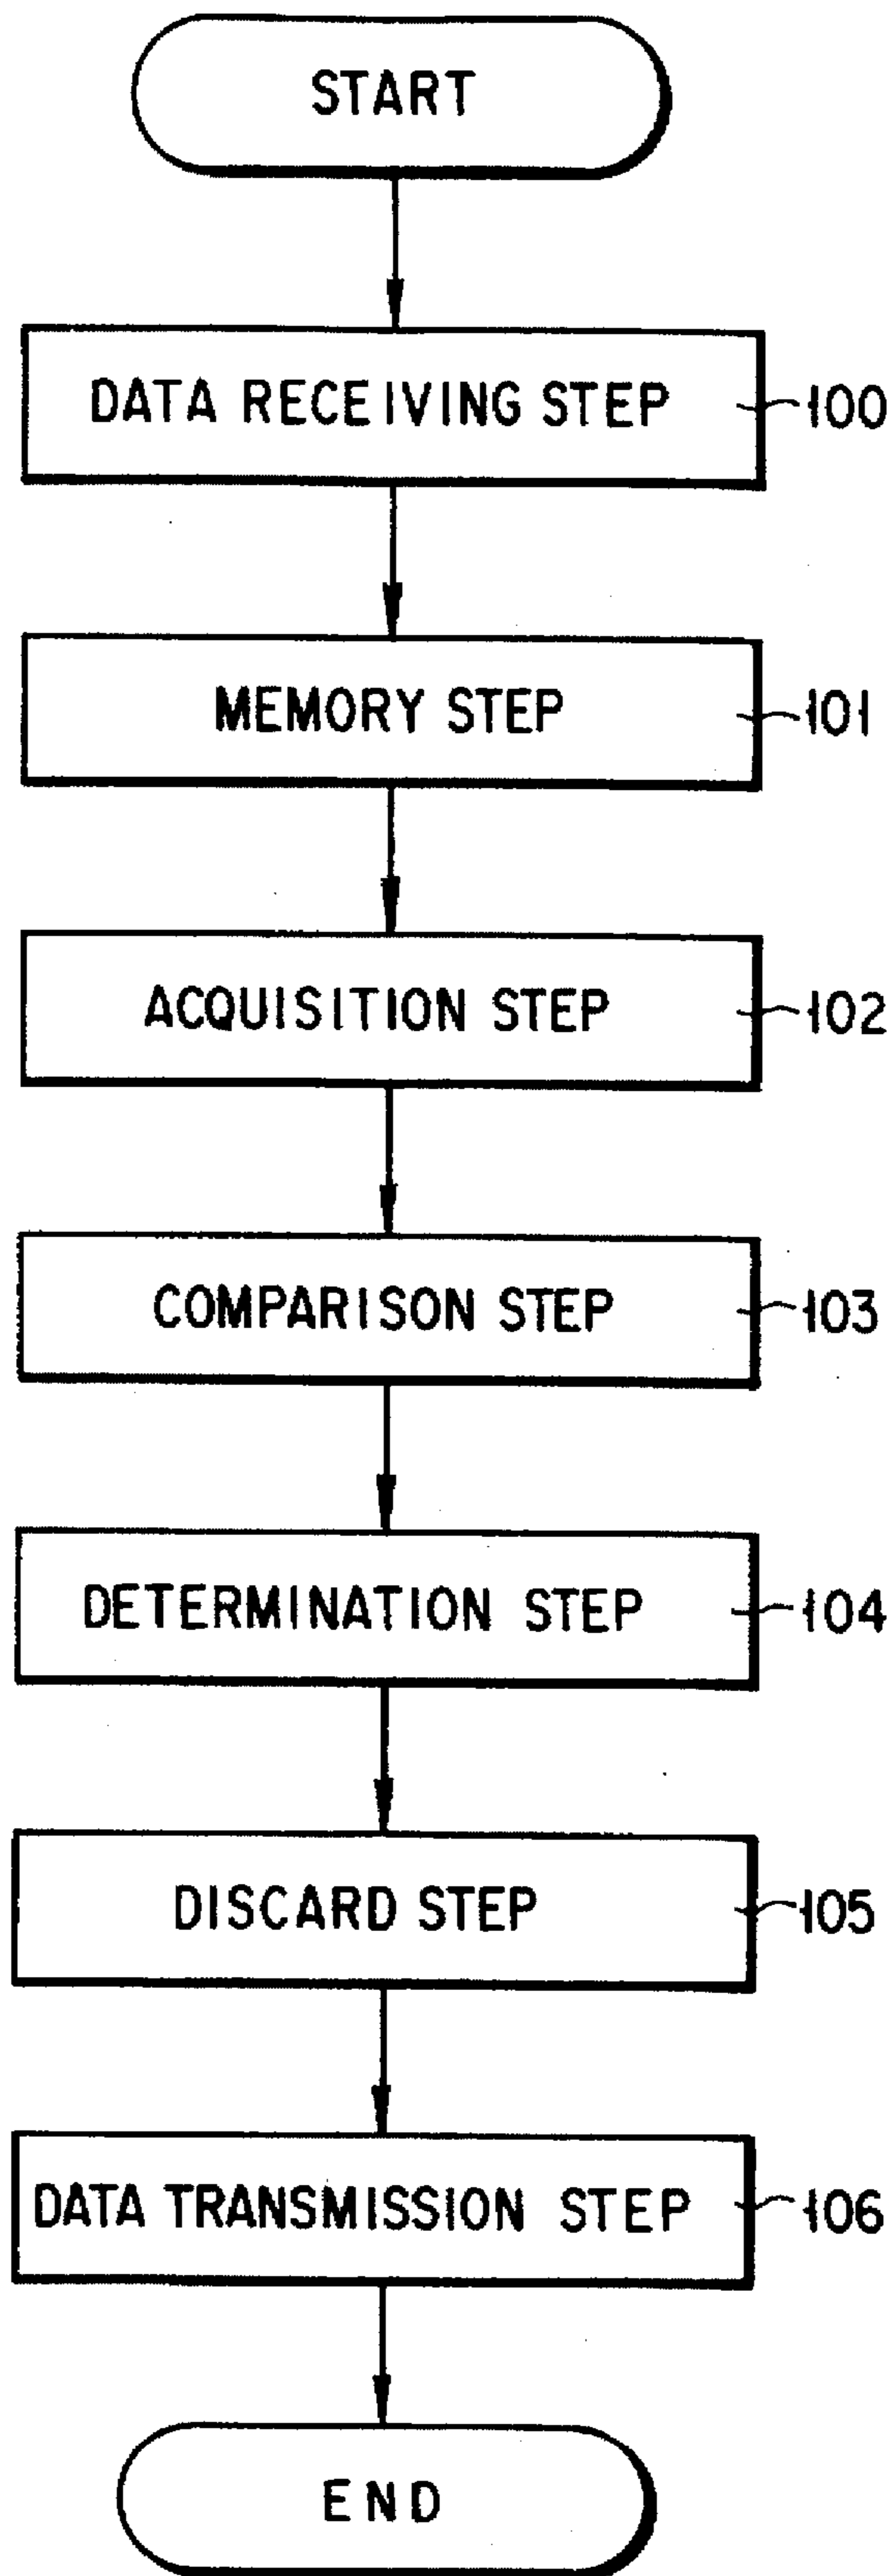 START
DATA RECEIVING STEP 100
MEMORY STEP 101
ACQUISITION STEP 102
COMPARISON STEP 103
DETERMINATION STEP 104
DISCARD STEP 105
DATA TRANSMISSION STEP 106
END